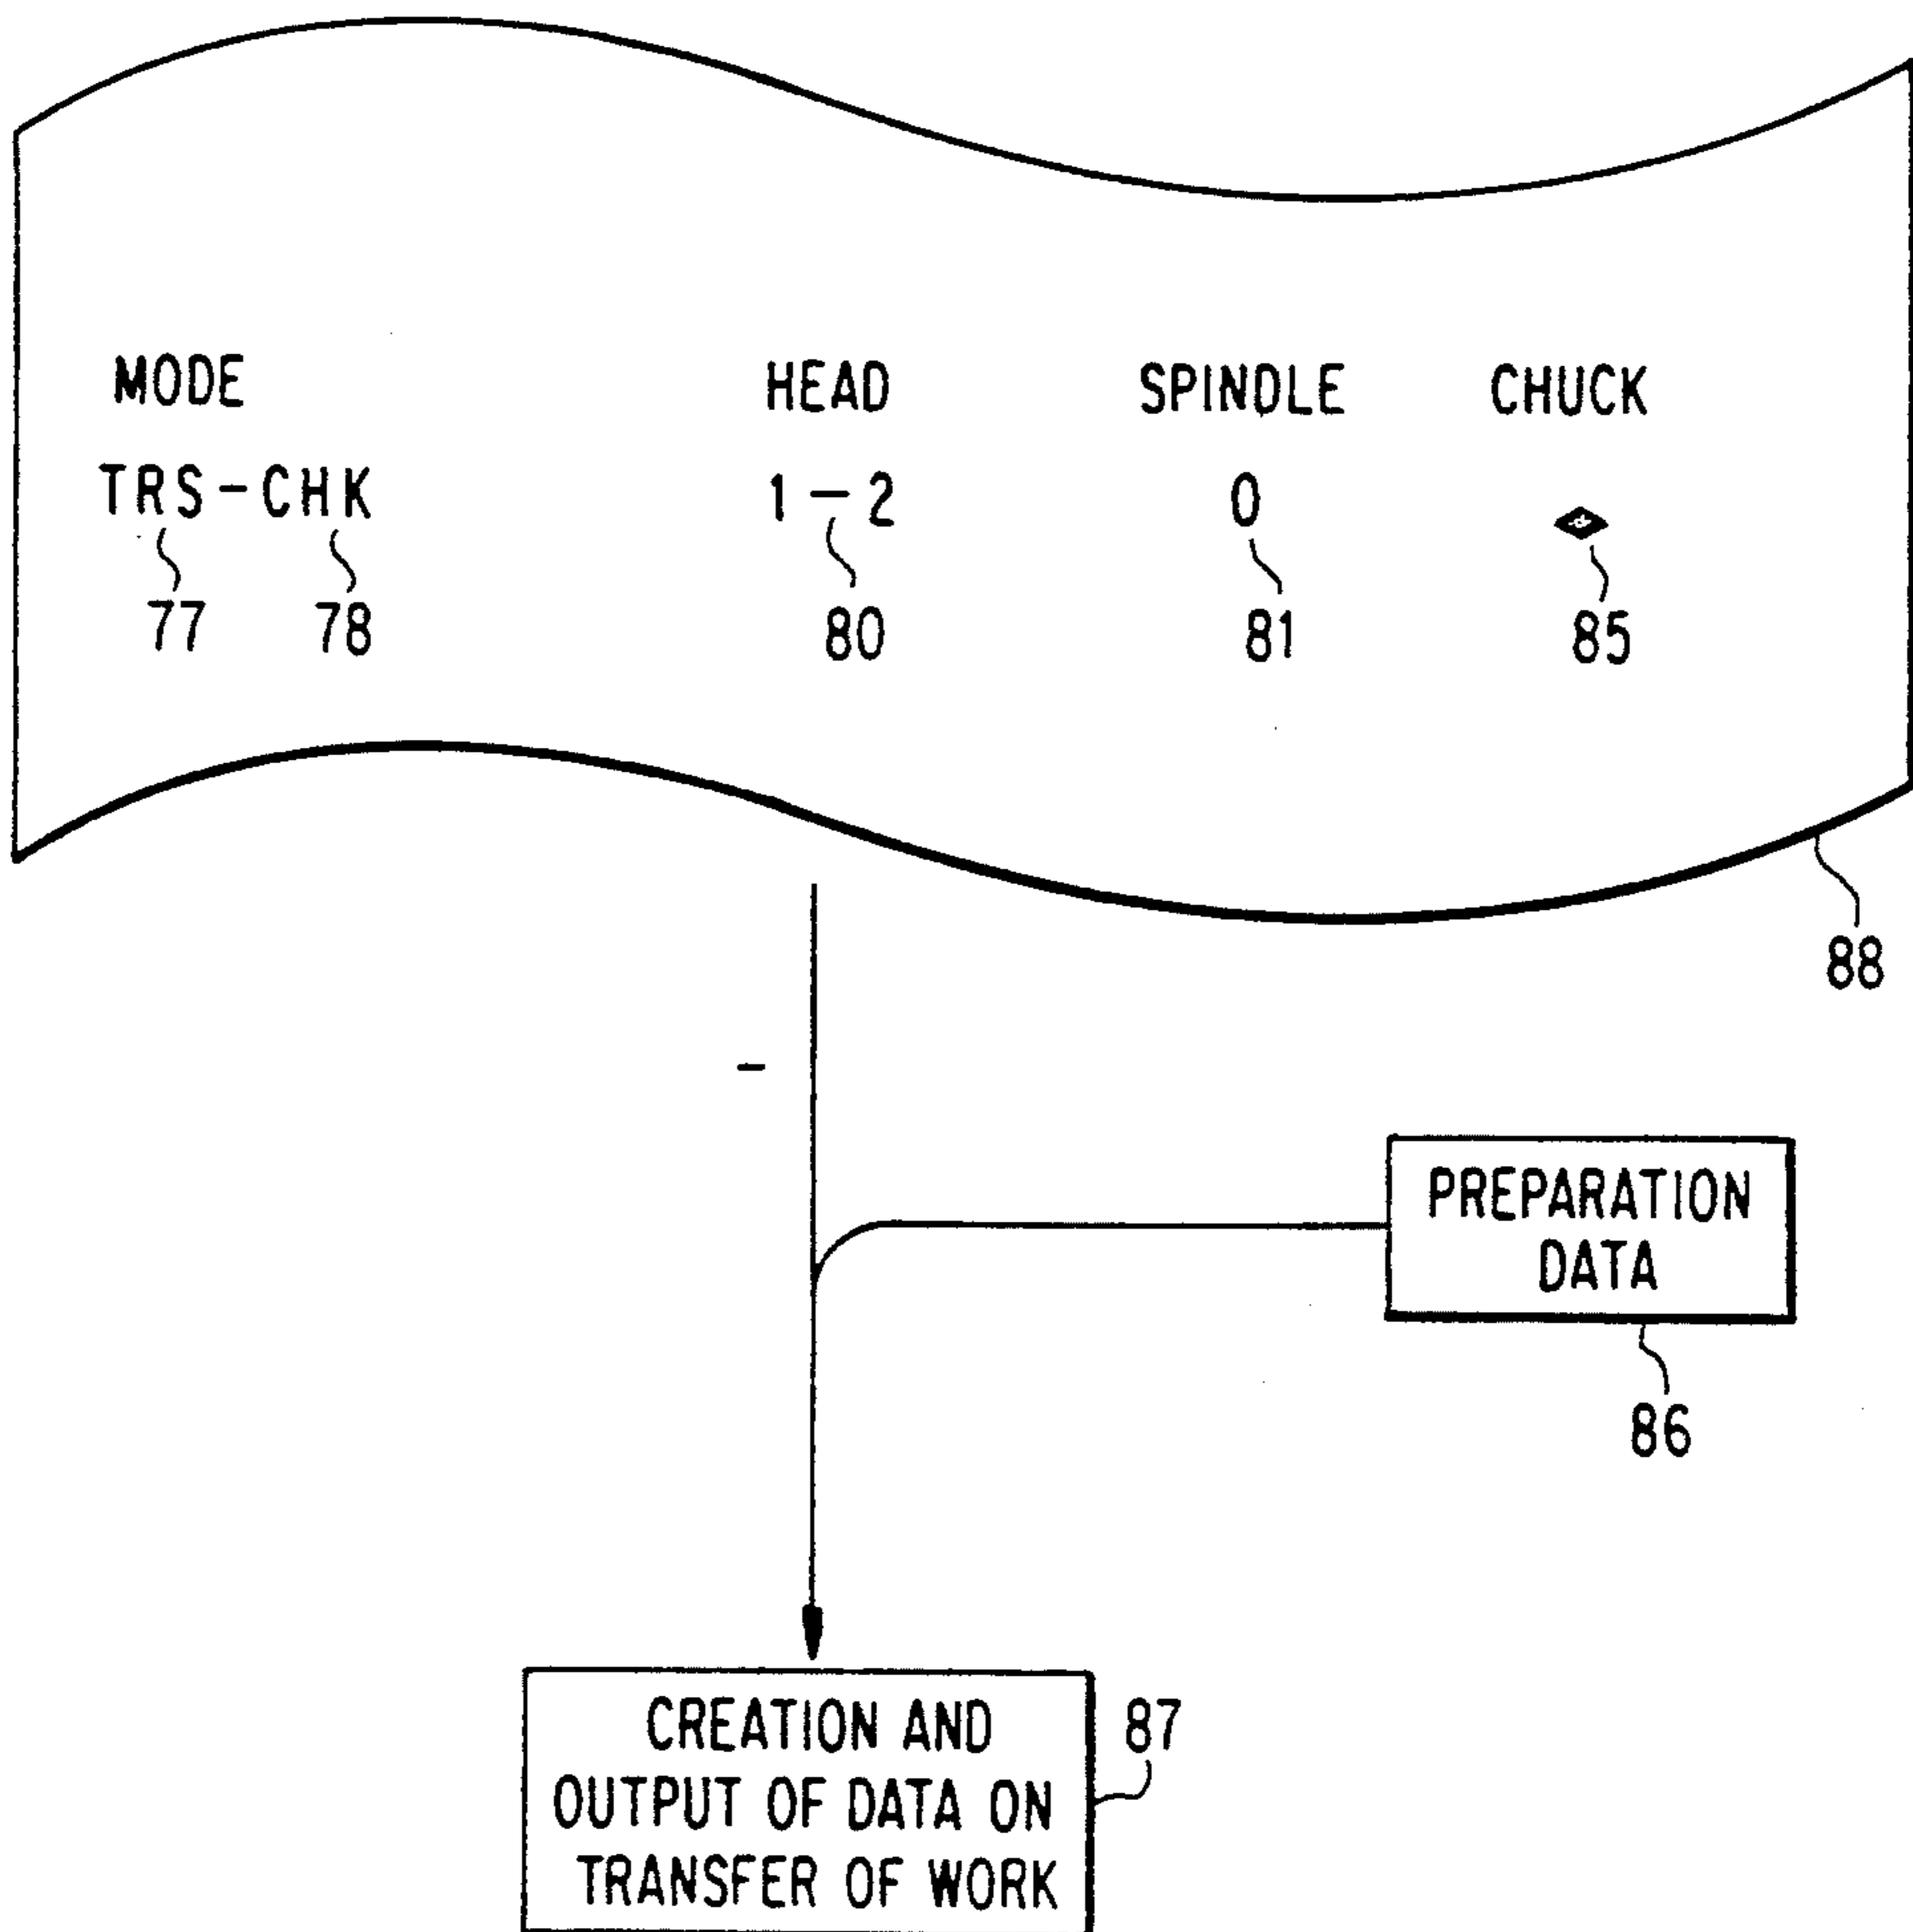 MODE HEAD SPINDLE CHUCK
TRS-CHK 1-2 0
77 78 80 81 85
88
PREPARATION
DATA
86
CREATION AND
OUTPUT OF DATA ON
TRANSFER OF WORK
87